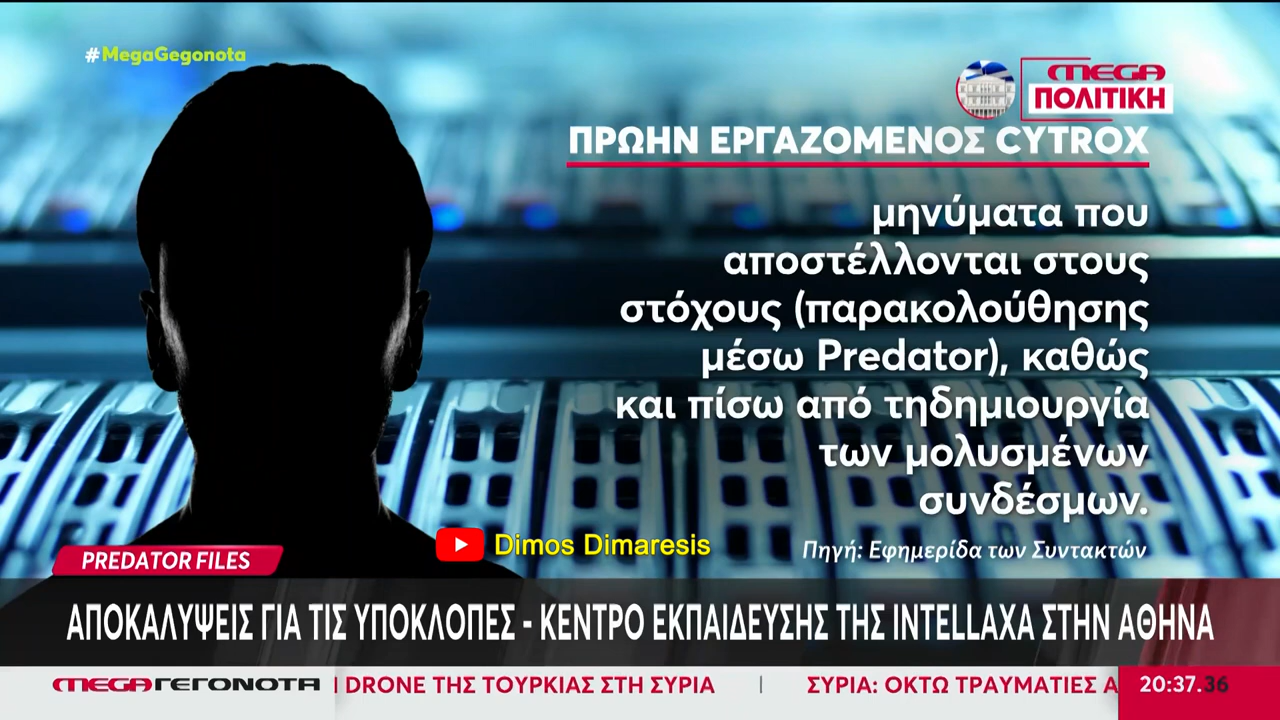 #MegaGegonota
MEGA
ΠΟΛΙΤΙΚΗ
ΠΡΩΗΝ ΕΡΓΑΖΟΜΕΝΟΣ CYTROX
μηνύματα που
αποστέλλονται στους
στόχους (παρακολούθησης
μέσω Predator), καθώς
και πίσω από τηδημιουργία
των μολυσμένων
συνδέσμων.
Dimos Dimaresis
Πηγή: Εφημερίδα των Συντακτών
PREDATOR FILES
ΑΠΟΚΑΛΥΨΕΙΣ ΓΙΑ ΤΙΣ ΥΠΟΚΛΟΠΕΣ - ΚΕΝΤΡΟ ΕΚΠΑΙΔΕΥΣΗΣ ΤΗΣ INTELLAXA ΣΤΗΝ ΑΘΗΝΑ
MEGA ΓΕΓΟΝΟΤΑ DRONE ΤΗΣ ΤΟΥΡΚΙΑΣ ΣΤΗ ΣΥΡΙΑ | ΣΥΡΙΑ: ΟΚΤΩ ΤΡΑΥΜΑΤΙΕΣ Α 20:37.36